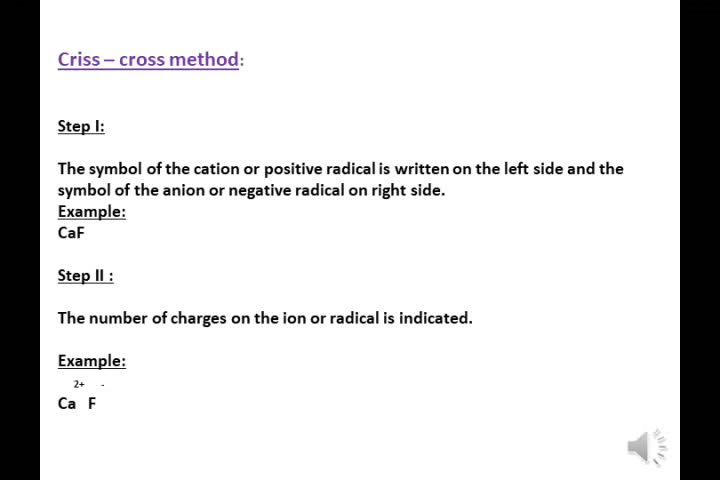 Criss – cross method:
Step I:
The symbol of the cation or positive radical is written on the left side and the
symbol of the anion or negative radical on right side.
Example:
CaF
Step II :
The number of charges on the ion or radical is indicated.
Example:
2+ -
Ca F